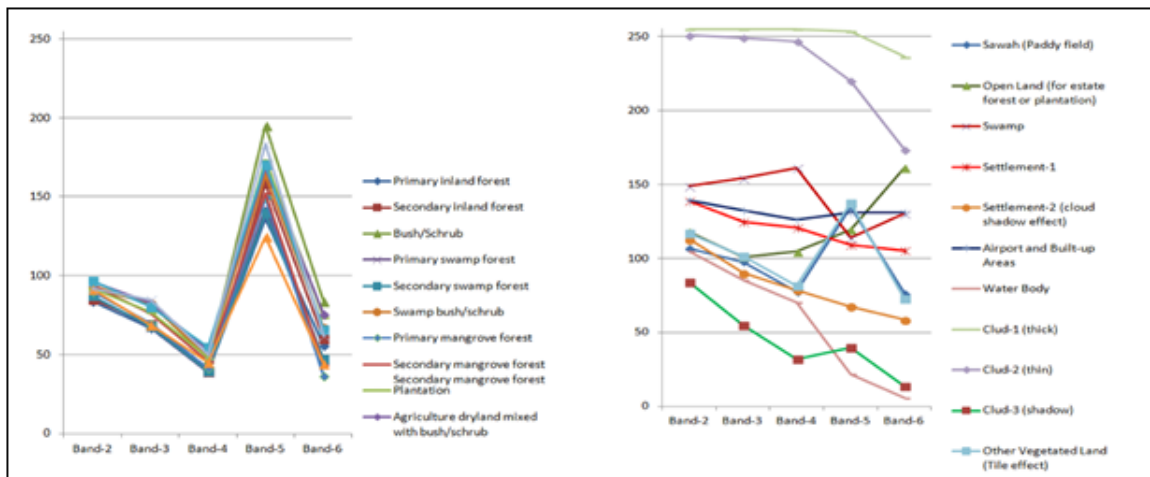 250
200
150
100
50
0
Band-2 Band-3 Band-4 Band-5 Band-6
Primary inland forest
Secondary inland forest
Bush/Schrub
Primary swamp forest
Secondary swamp forest
Swamp bush/schrub
Primary mangrove forest
Secondary mangrove forest
Secondary mangrove forest
Plantation
Agriculture dryland mixed
with bush/schrub
250
200
150
100
50
0
Band-2 Band-3 Band-4 Band-5 Band-6
Sawah (Paddy field)
Open Land (for estate
forest or plantation)
Swamp
Settlement-1
Settlement-2 (cloud
shadow effect)
Airport and Built-up
Areas
Water Body
Clud-1 (thick)
Clud-2 (thin)
Clud-3 (shadow)
Other Vegetated Land
(Tile effect)